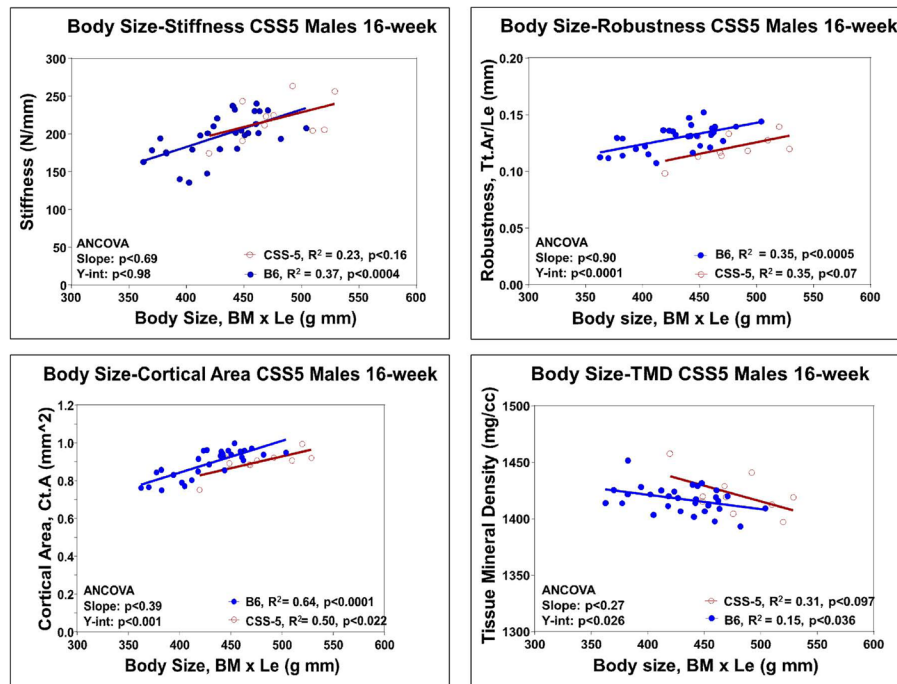 Body Size-Stiffness CSS5 Males 16-week
300
250
200
150
100
50
0
Stiffness (N/mm)
ANCOVA
Slope: p<0.69
Y-int: p<0.98
CSS-5, R² = 0.23, p<0.16
B6, R² = 0.37, p<0.0004
300 350 400 450 500 550 600
Body Size, BM x Le (g mm)
Body Size-Robustness CSS5 Males 16-week
0.20
0.15
0.10
0.05
0.00
Robustness, Tt.Ar/Le (mm)
ANCOVA
Slope: p<0.90
Y-int: p<0.0001
B6, R² = 0.35, p<0.0005
CSS-5, R² = 0.35, p<0.07
300 350 400 450 500 550 600
Body size, BM x Le (g mm)
Body Size-Cortical Area CSS5 Males 16-week
1.2
1.0
0.8
0.6
0.4
0.2
0.0
Cortical Area, Ct.A (mm^2)
ANCOVA
Slope: p<0.39
Y-int: p<0.001
B6, R² = 0.64, p<0.0001
CSS-5, R² = 0.50, p<0.022
300 350 400 450 500 550 600
Body Size, BM x Le (g mm)
Body Size-TMD CSS5 Males 16-week
1500
1450
1400
1350
1300
Tissue Mineral Density (mg/cc)
ANCOVA
Slope: p<0.27
Y-int: p<0.026
CSS-5, R² = 0.31, p<0.097
B6, R² = 0.15, p<0.036
300 350 400 450 500 550 600
Body size, BM x Le (g mm)